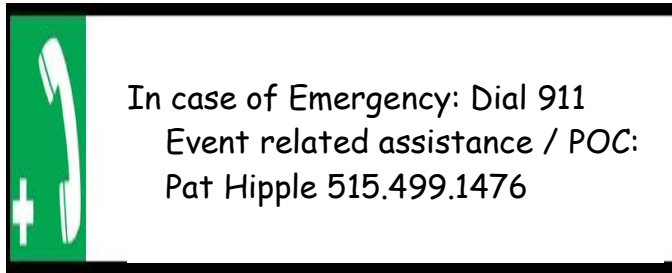 In case of Emergency: Dial 911
Event related assistance / POC:
Pat Hipple 515.499.1476